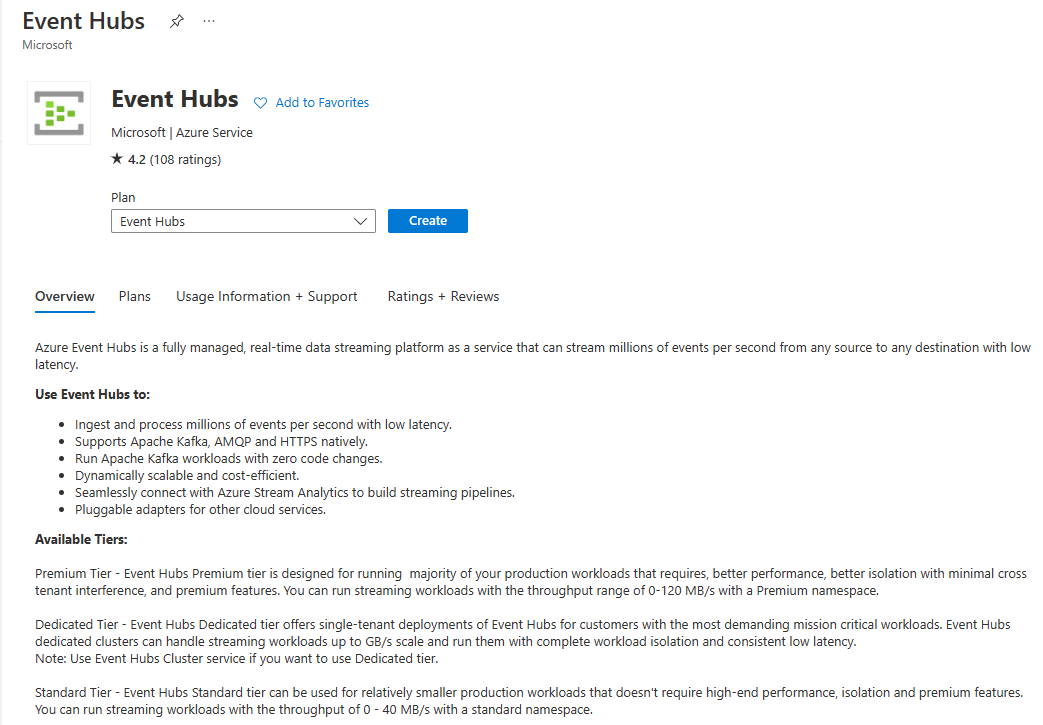 Event Hubs
Microsoft
Event Hubs
Add to Favorites
Microsoft | Azure Service
★ 4.2 (108 ratings)
Plan
Event Hubs
Create
Overview Plans Usage Information + Support Ratings + Reviews
Azure Event Hubs is a fully managed, real-time data streaming platform as a service that can stream millions of events per second from any source to any destination with low
latency.
Use Event Hubs to:
• Ingest and process millions of events per second with low latency.
• Supports Apache Kafka, AMQP and HTTPS natively.
• Run Apache Kafka workloads with zero code changes.
• Dynamically scalable and cost-efficient.
• Seamlessly connect with Azure Stream Analytics to build streaming pipelines.
• Pluggable adapters for other cloud services.
Available Tiers:
Premium Tier - Event Hubs Premium tier is designed for running  majority of your production workloads that requires, better performance, better isolation with minimal cross
tenant interference, and premium features. You can run streaming workloads with the throughput range of 0-120 MB/s with a Premium namespace.
Dedicated Tier - Event Hubs Dedicated tier offers single-tenant deployments of Event Hubs for customers with the most demanding mission critical workloads. Event Hubs
dedicated clusters can handle streaming workloads up to GB/s scale and run them with complete workload isolation and consistent low latency.
Note: Use Event Hubs Cluster service if you want to use Dedicated tier.
Standard Tier - Event Hubs Standard tier can be used for relatively smaller production workloads that doesn't require high-end performance, isolation and premium features.
You can run streaming workloads with the throughput of 0 - 40 MB/s with a standard namespace.